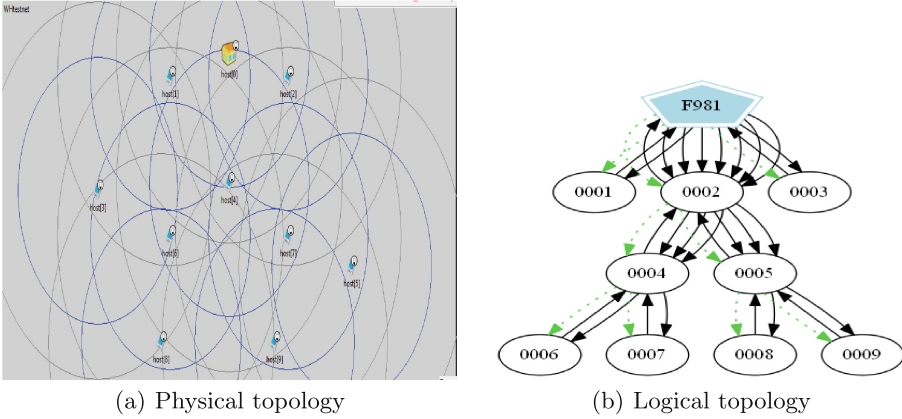 WHtestnet
host[0]
host[1]
host[2]
host[3]
host[4]
host[6]
host[7]
host[5]
host[8]
host[9]
F981
0001 0002 0003
0004 0005
0006 0007 0008 0009
(a) Physical topology
(b) Logical topology